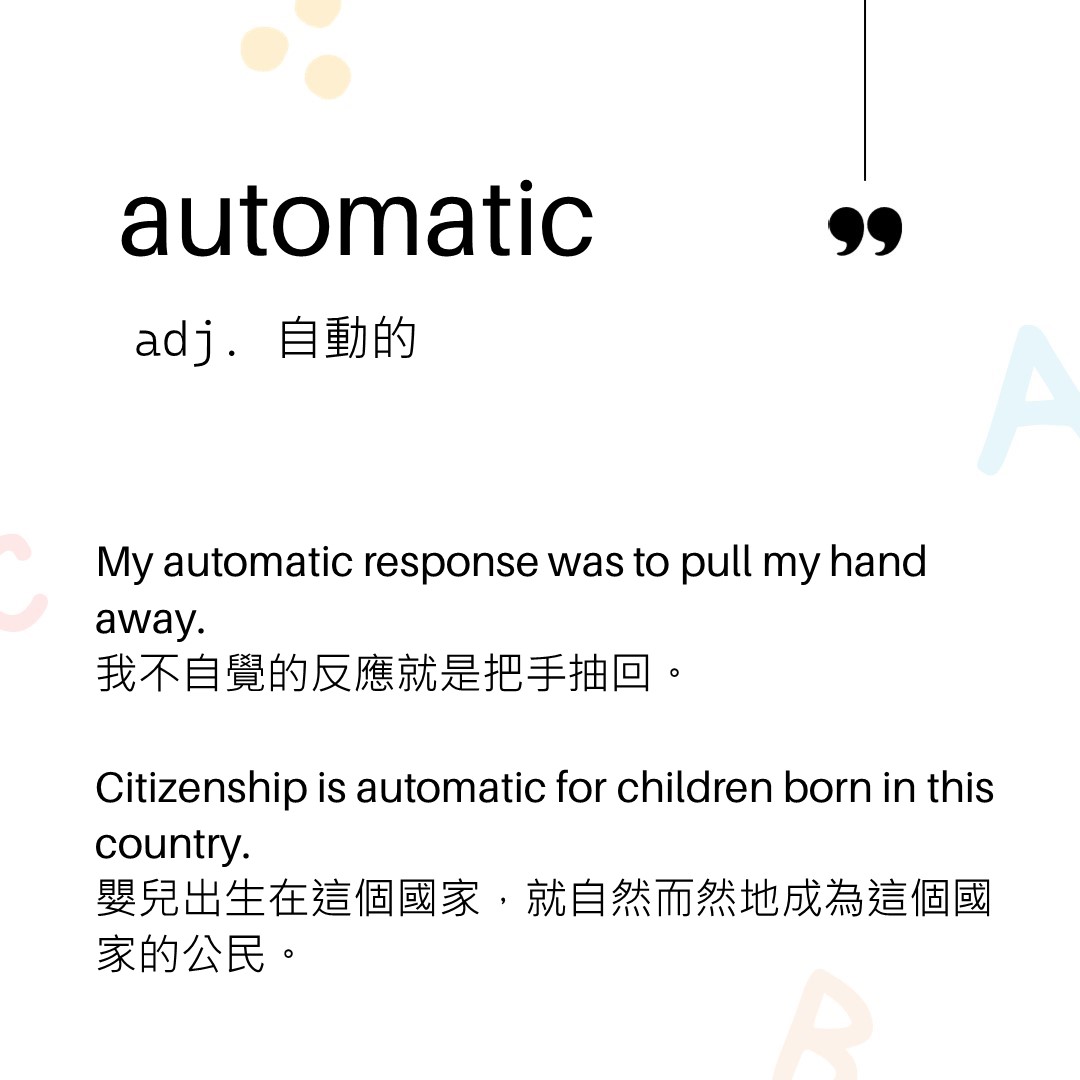 automatic
”
adj. 自動的
A
C
My automatic response was to pull my hand
away.
我不自覺的反應就是把手抽回。
Citizenship is automatic for children born in this
country.
嬰兒出生在這個國家，就自然而然地成為這個國
家的公民。
B